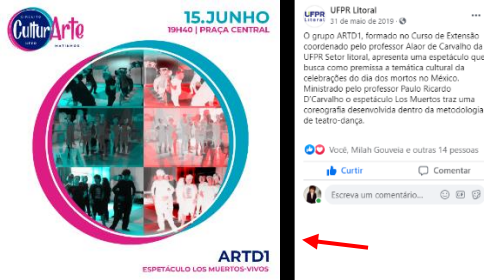 CIRCUITO
CulturArte
UFPR
MATINHOS
15.JUNHO
19H40 | PRAÇA CENTRAL
ARTD1
ESPETÁCULO LOS MUERTOS-VIVOS
UFPR
Litoral
UFPR Litoral
31 de maio de 2019 ·
O grupo ARTD1, formado no Curso de Extensão
coordenado pelo professor Alaor de Carvalho da
UFPR Setor litoral, apresenta uma espetáculo que
busca como premissa a temática cultural da
celebrações do dia dos mortos no México.
Ministrado pelo professor Paulo Ricardo
D'Carvalho o espetáculo Los Muertos traz uma
coreografia desenvolvida dentro da metodologia
de teatro-dança.
Você, Milah Gouveia e outras 14 pessoas
Curtir
Comentar
Escreva um comentário...